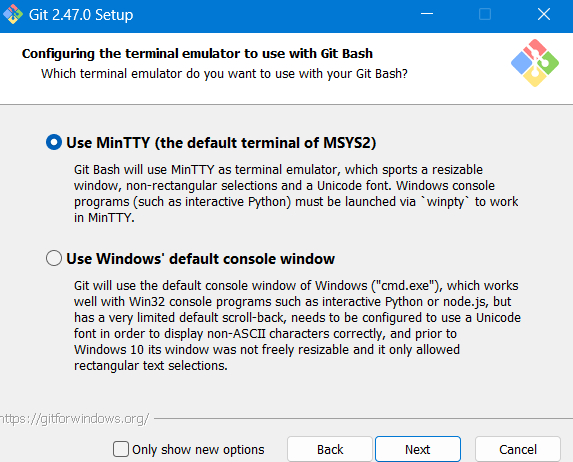 Git 2.47.0 Setup
Configuring the terminal emulator to use with Git Bash
Which terminal emulator do you want to use with your Git Bash?
Use MinTTY (the default terminal of MSYS2)
Git Bash will use MinTTY as terminal emulator, which sports a resizable
window, non-rectangular selections and a Unicode font. Windows console
programs (such as interactive Python) must be launched via `winpty` to work
in MinTTY.
Use Windows' default console window
Git will use the default console window of Windows ("cmd.exe"), which works
well with Win32 console programs such as interactive Python or node.js, but
has a very limited default scroll-back, needs to be configured to use a Unicode
font in order to display non-ASCII characters correctly, and prior to
Windows 10 its window was not freely resizable and it only allowed
rectangular text selections.
https://gitforwindows.org/
Only show new options
Back
Next
Cancel